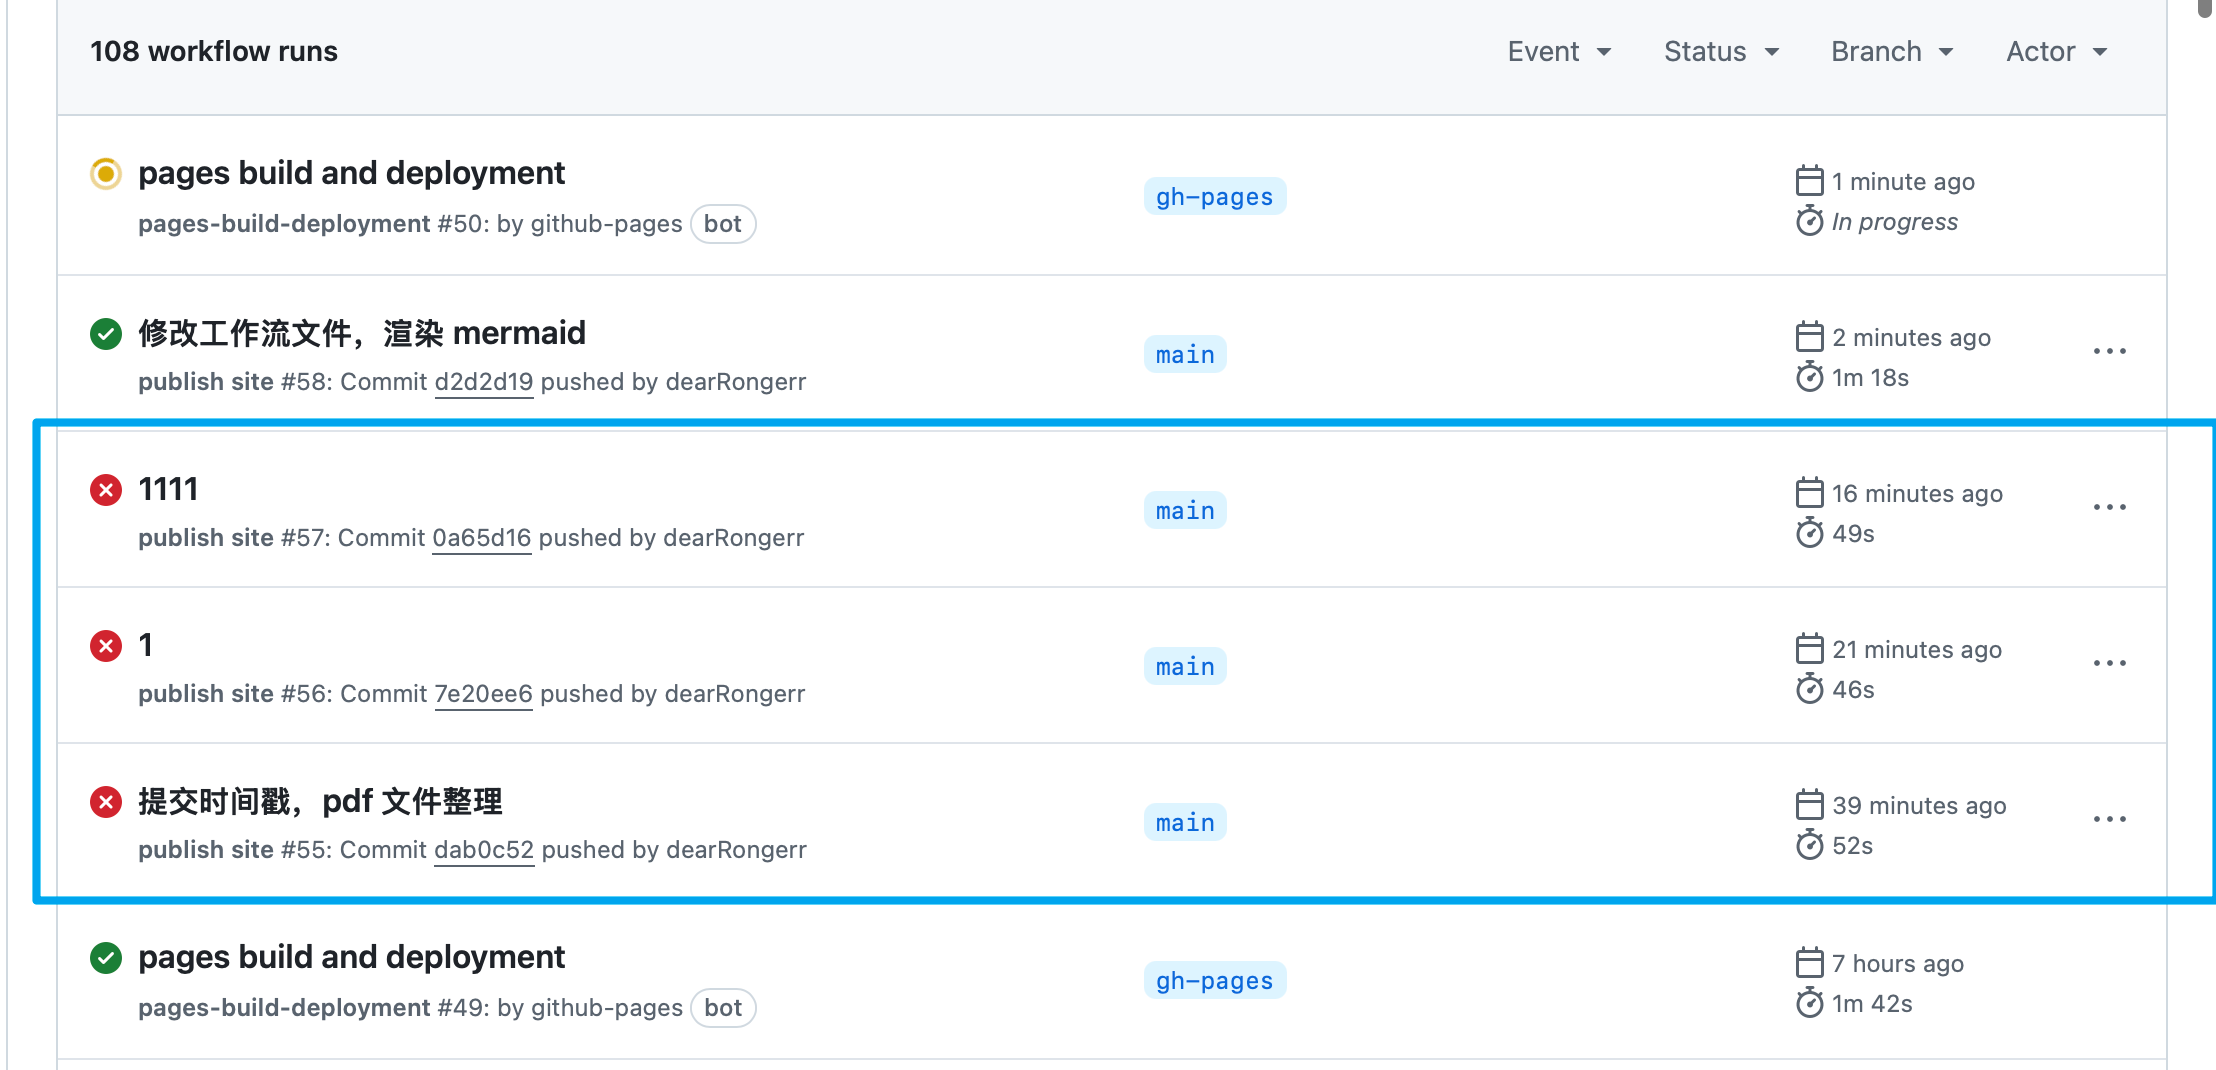 108 workflow runs
Event Status Branch Actor
pages build and deployment
pages-build-deployment #50: by github-pages bot
gh-pages
1 minute ago
In progress
修改工作流文件，渲染 mermaid
publish site #58: Commit d2d2d19 pushed by dearRongerr
main
2 minutes ago
1m 18s
1111
publish site #57: Commit 0a65d16 pushed by dearRongerr
main
16 minutes ago
49s
1
publish site #56: Commit 7e20ee6 pushed by dearRongerr
main
21 minutes ago
46s
提交时间戳，pdf 文件整理
publish site #55: Commit dab0c52 pushed by dearRongerr
main
39 minutes ago
52s
pages build and deployment
pages-build-deployment #49: by github-pages bot
gh-pages
7 hours ago
1m 42s